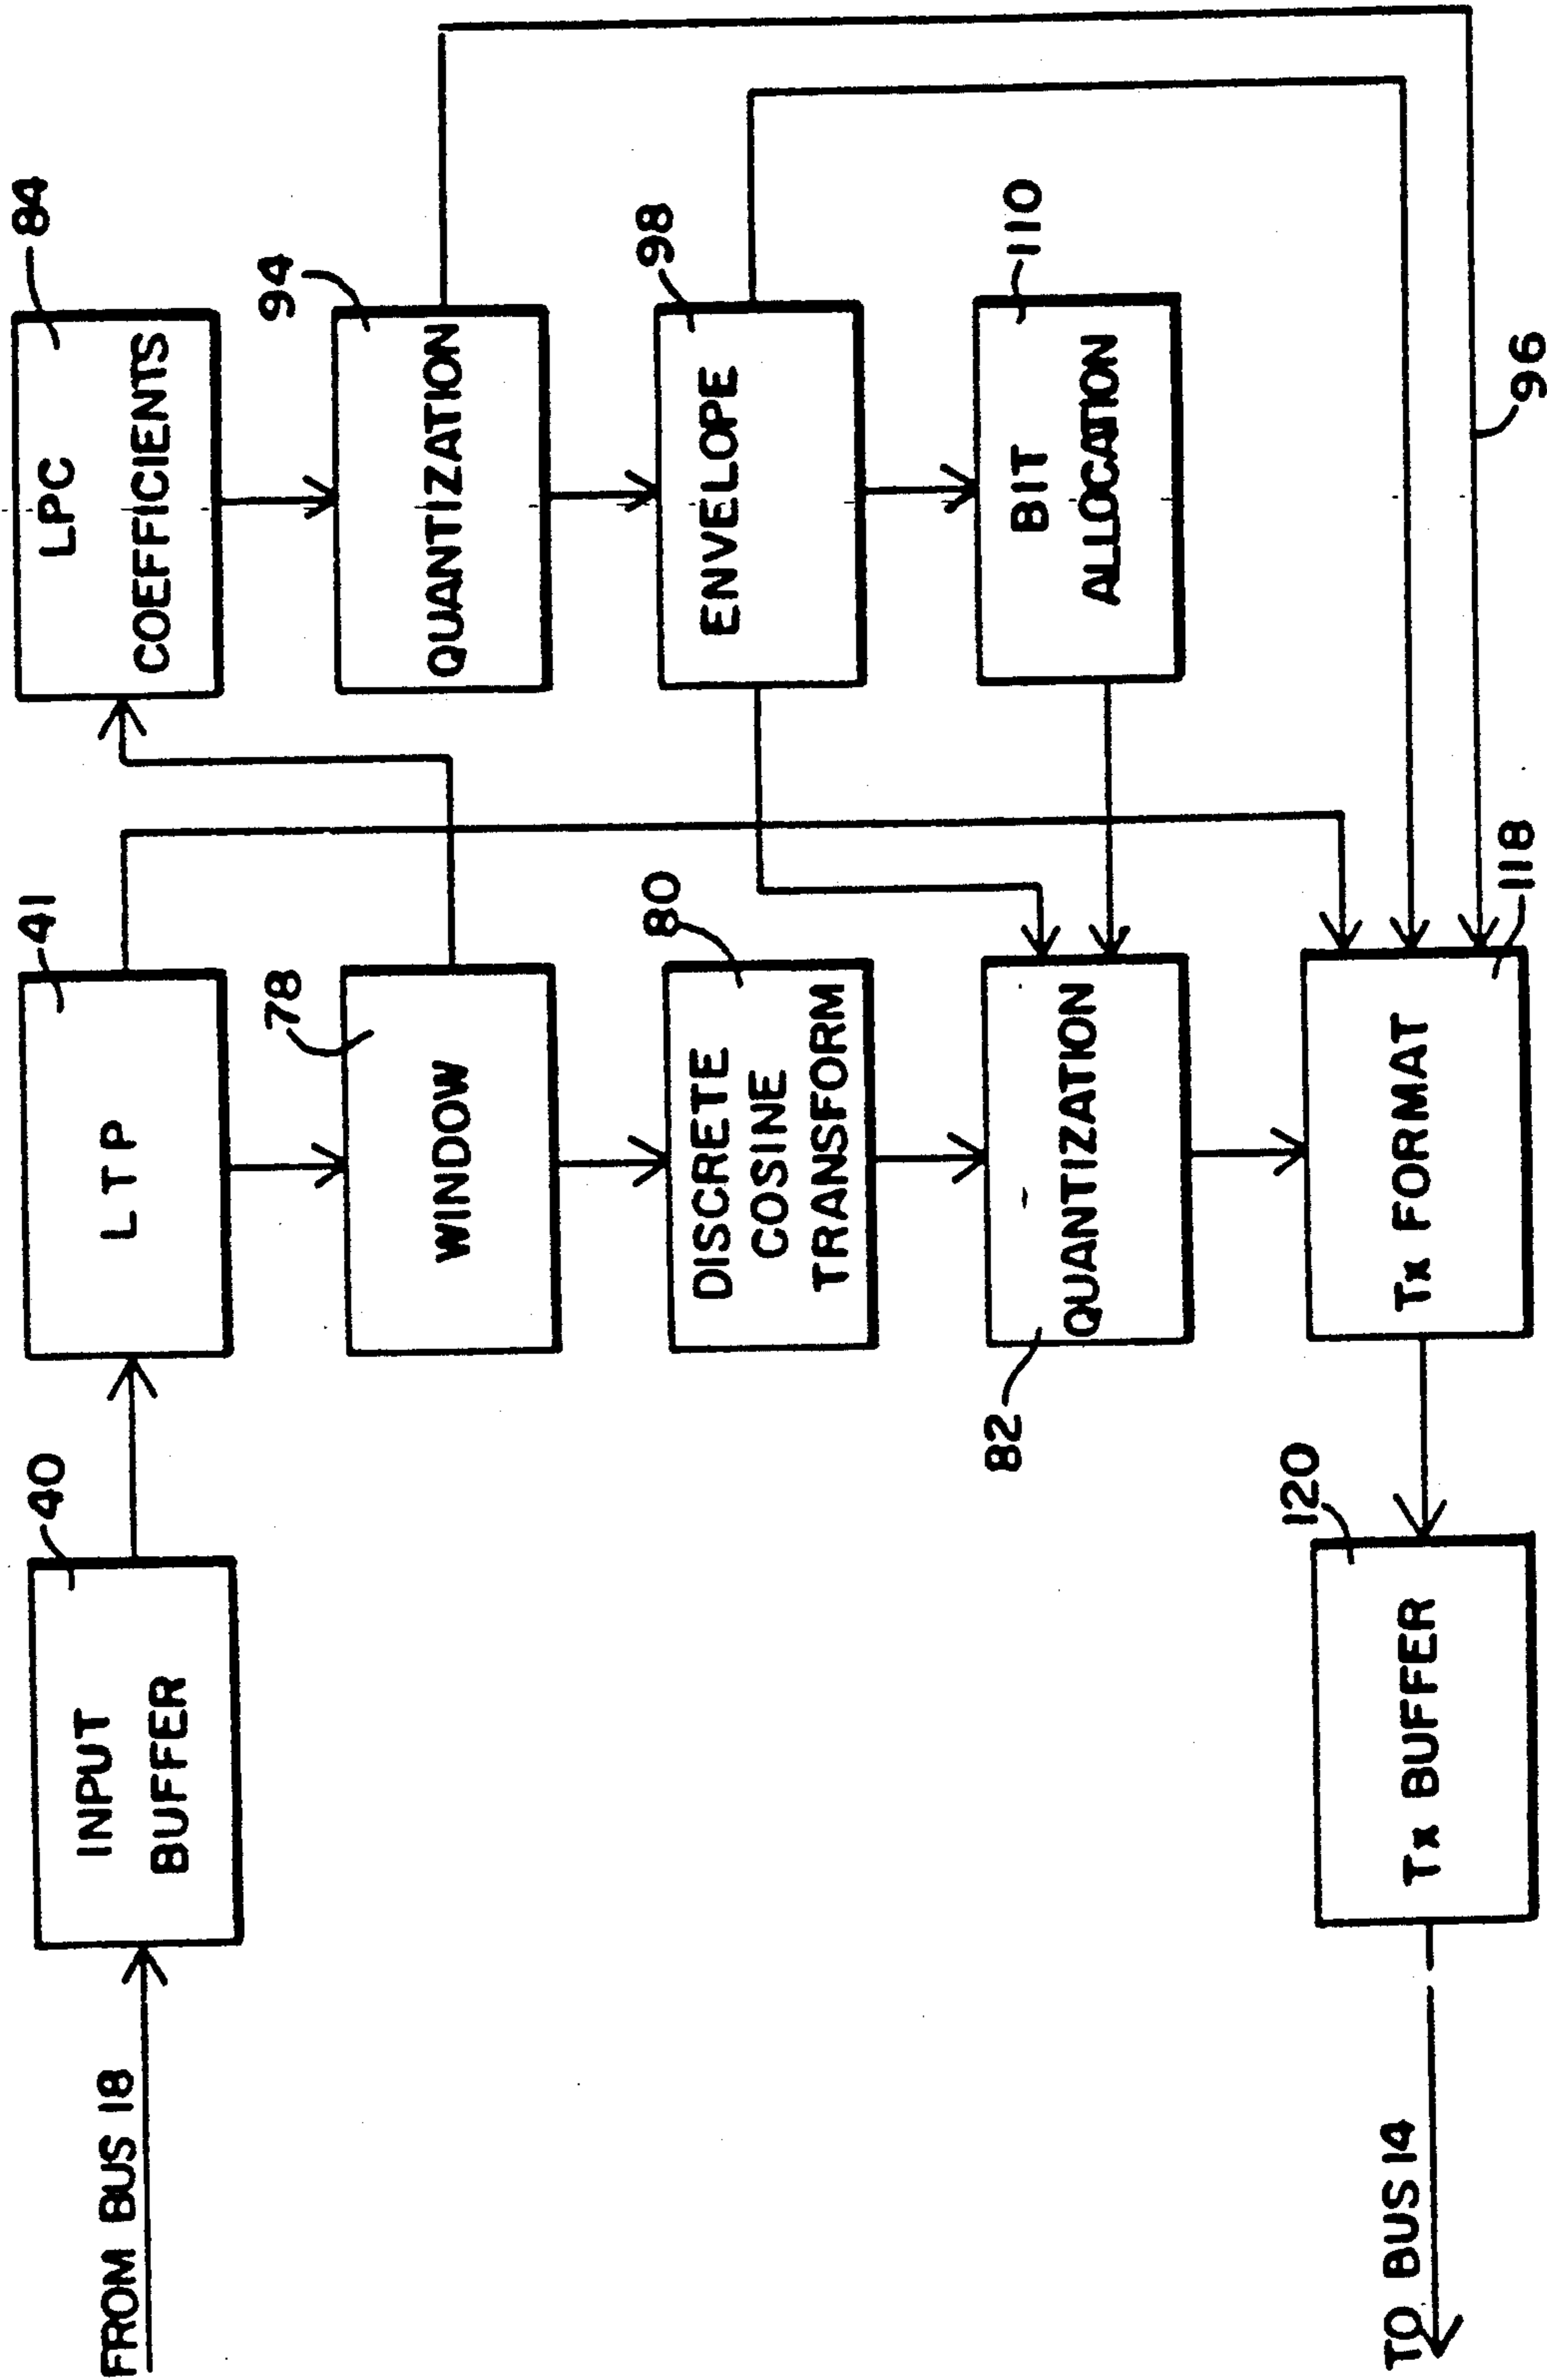 FROM BUS 18
40
INPUT
BUFFER
41
L T P
84
LPC
COEFFICIENTS
78
WINDOW
94
QUANTIZATION
80
DISCRETE
COSINE
TRANSFORM
98
ENVELOPE
82
QUANTIZATION
110
BIT
ALLOCATION
TO BUS 14
120
Tx BUFFER
118
Tx FORMAT
96